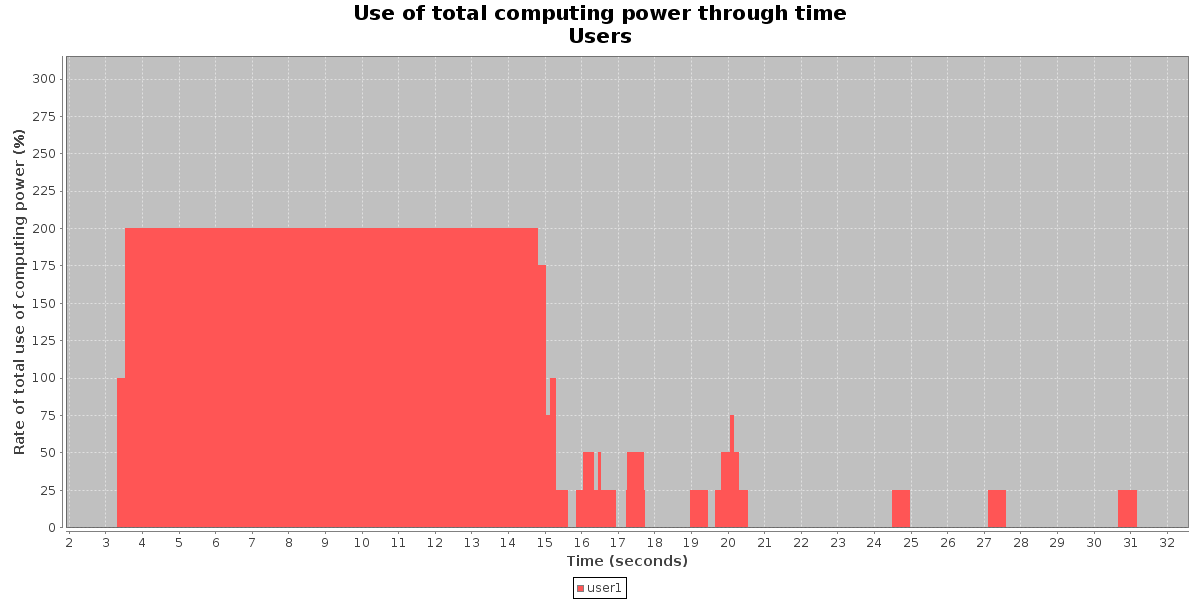 Use of total computing power through time
Users
Rate of total use of computing power (%)
300
275
250
225
200
175
150
125
100
75
50
25
0
2 3 4 5 6 7 8 9 10 11 12 13 14 15 16 17 18 19 20 21 22 23 24 25 26 27 28 29 30 31 32
Time (seconds)
user1